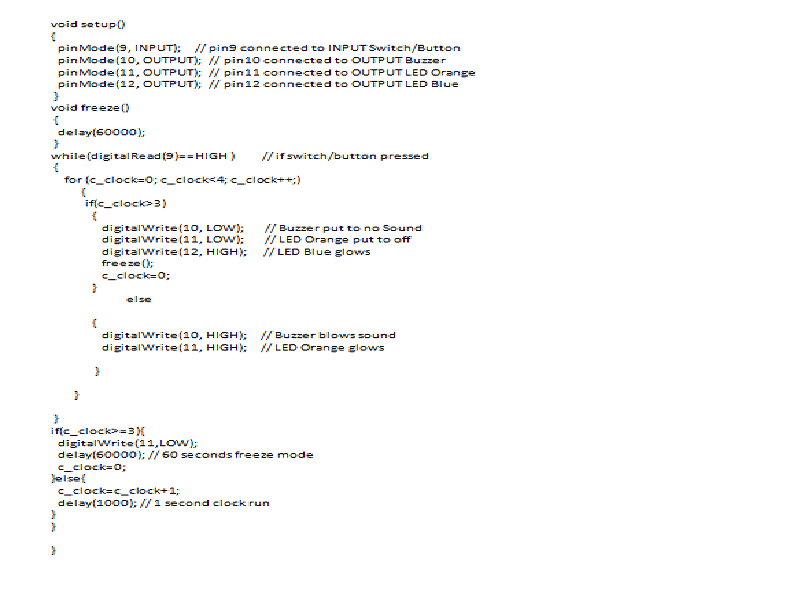 void setup()
{
pinMode(9, INPUT); // pin9 connected to INPUT Switch/Button
pinMode(10, OUTPUT); // pin10 connected to OUTPUT Buzzer
pinMode(11, OUTPUT); // pin11 connected to OUTPUT LED Orange
pinMode(12, OUTPUT); // pin12 connected to OUTPUT LED Blue
}
void freeze()
{
delay(60000);
}
while(digitalRead(9)==HIGH ) // if switch/button pressed
{
for (c_clock=0; c_clock<4; c_clock++;)
{
if(c_clock>3)
{
digitalWrite(10, LOW); // Buzzer put to no Sound
digitalWrite(11, LOW); // LED Orange put to off
digitalWrite(12, HIGH); // LED Blue glows
freeze();
c_clock=0;
}
else
{
digitalWrite(10, HIGH); // Buzzer blows sound
digitalWrite(11, HIGH); // LED Orange glows
}
}
}
if(c_clock>=3){
digitalWrite(11,LOW);
delay(60000); // 60 seconds freeze mode
c_clock=0;
}else{
c_clock=c_clock+1;
delay(1000); // 1 second clock run
}
}
}